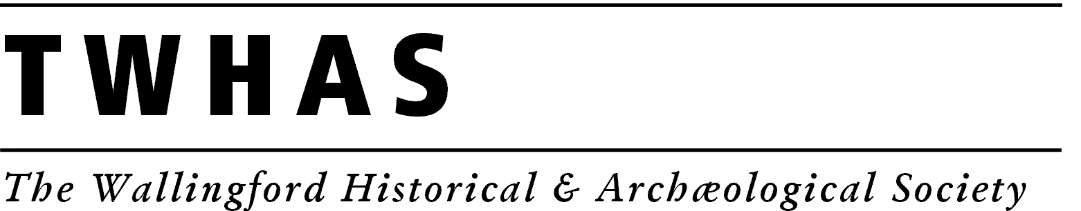 TWHAS
The Wallingford Historical & Archæological Society